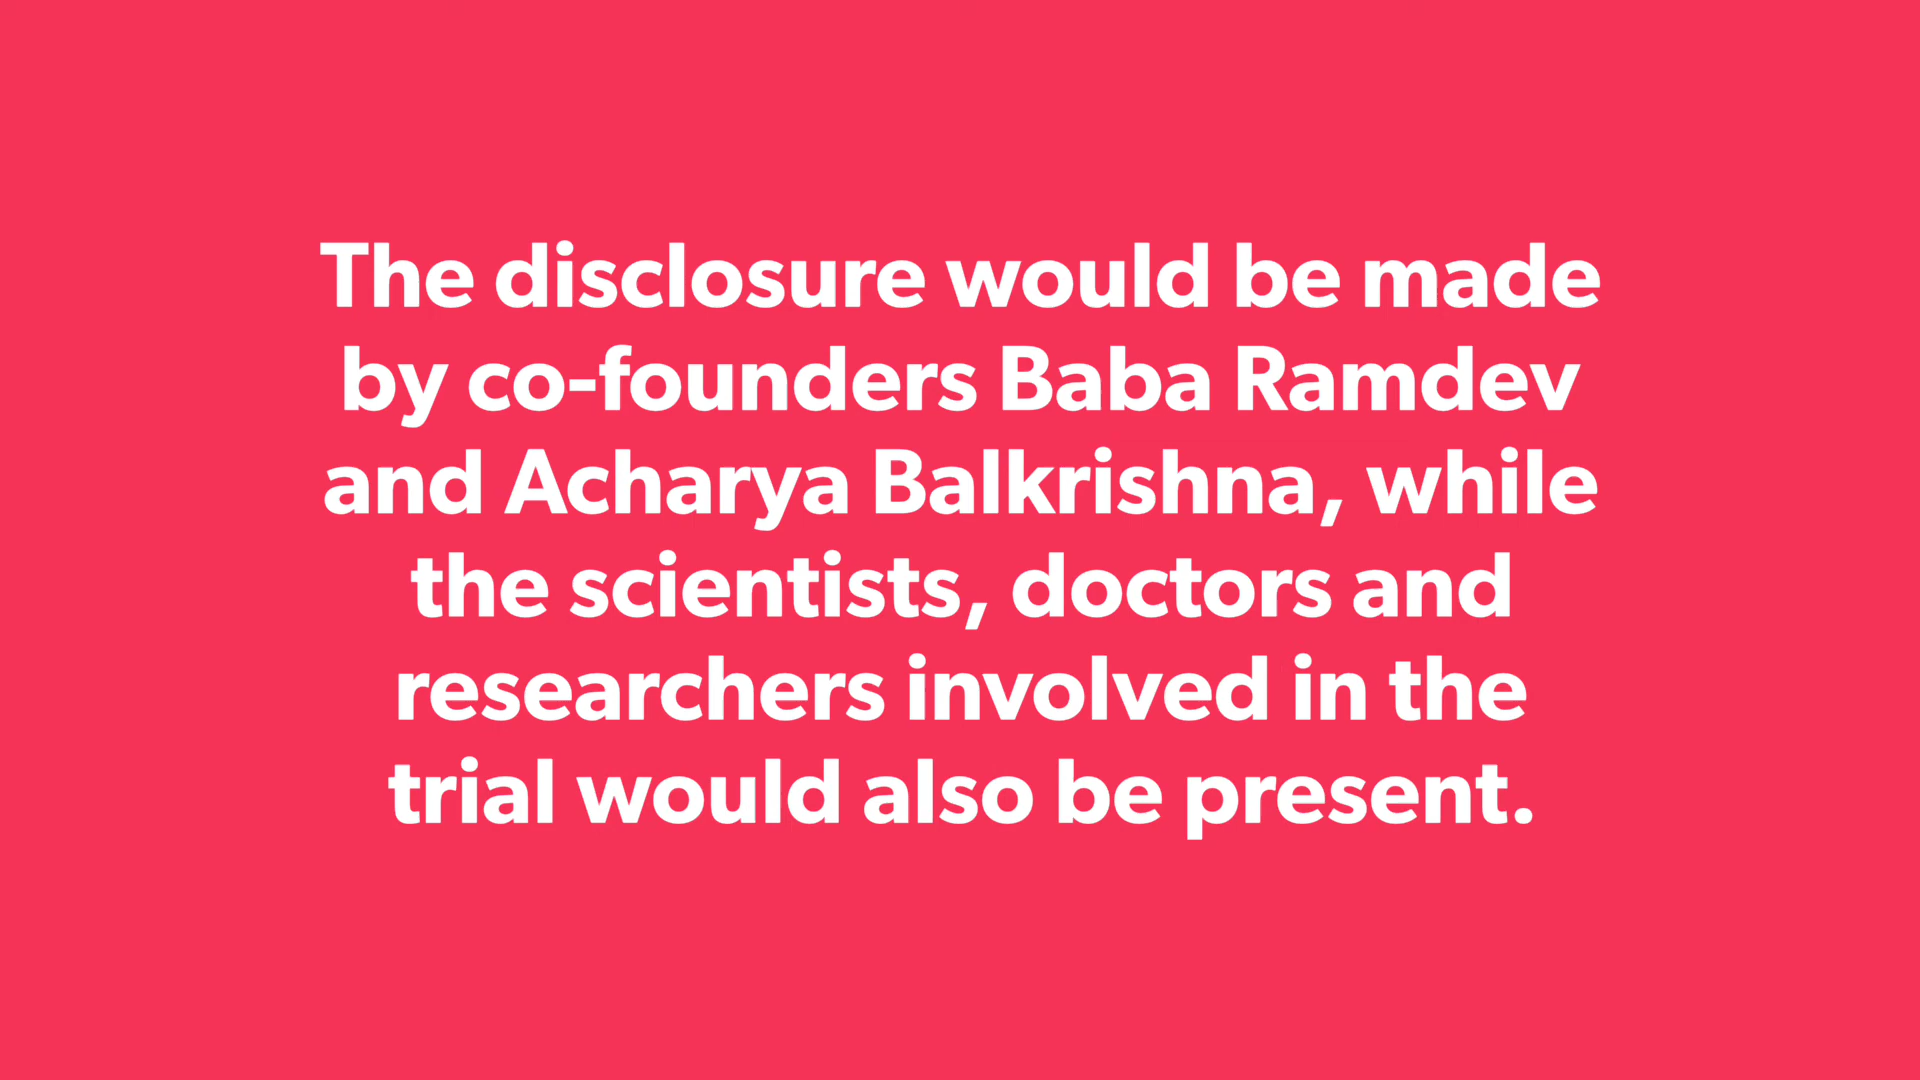 The disclosure would be made
by co-founders Baba Ramdev
and Acharya Balkrishna, while
the scientists, doctors and
researchers involved in the
trial would also be present.